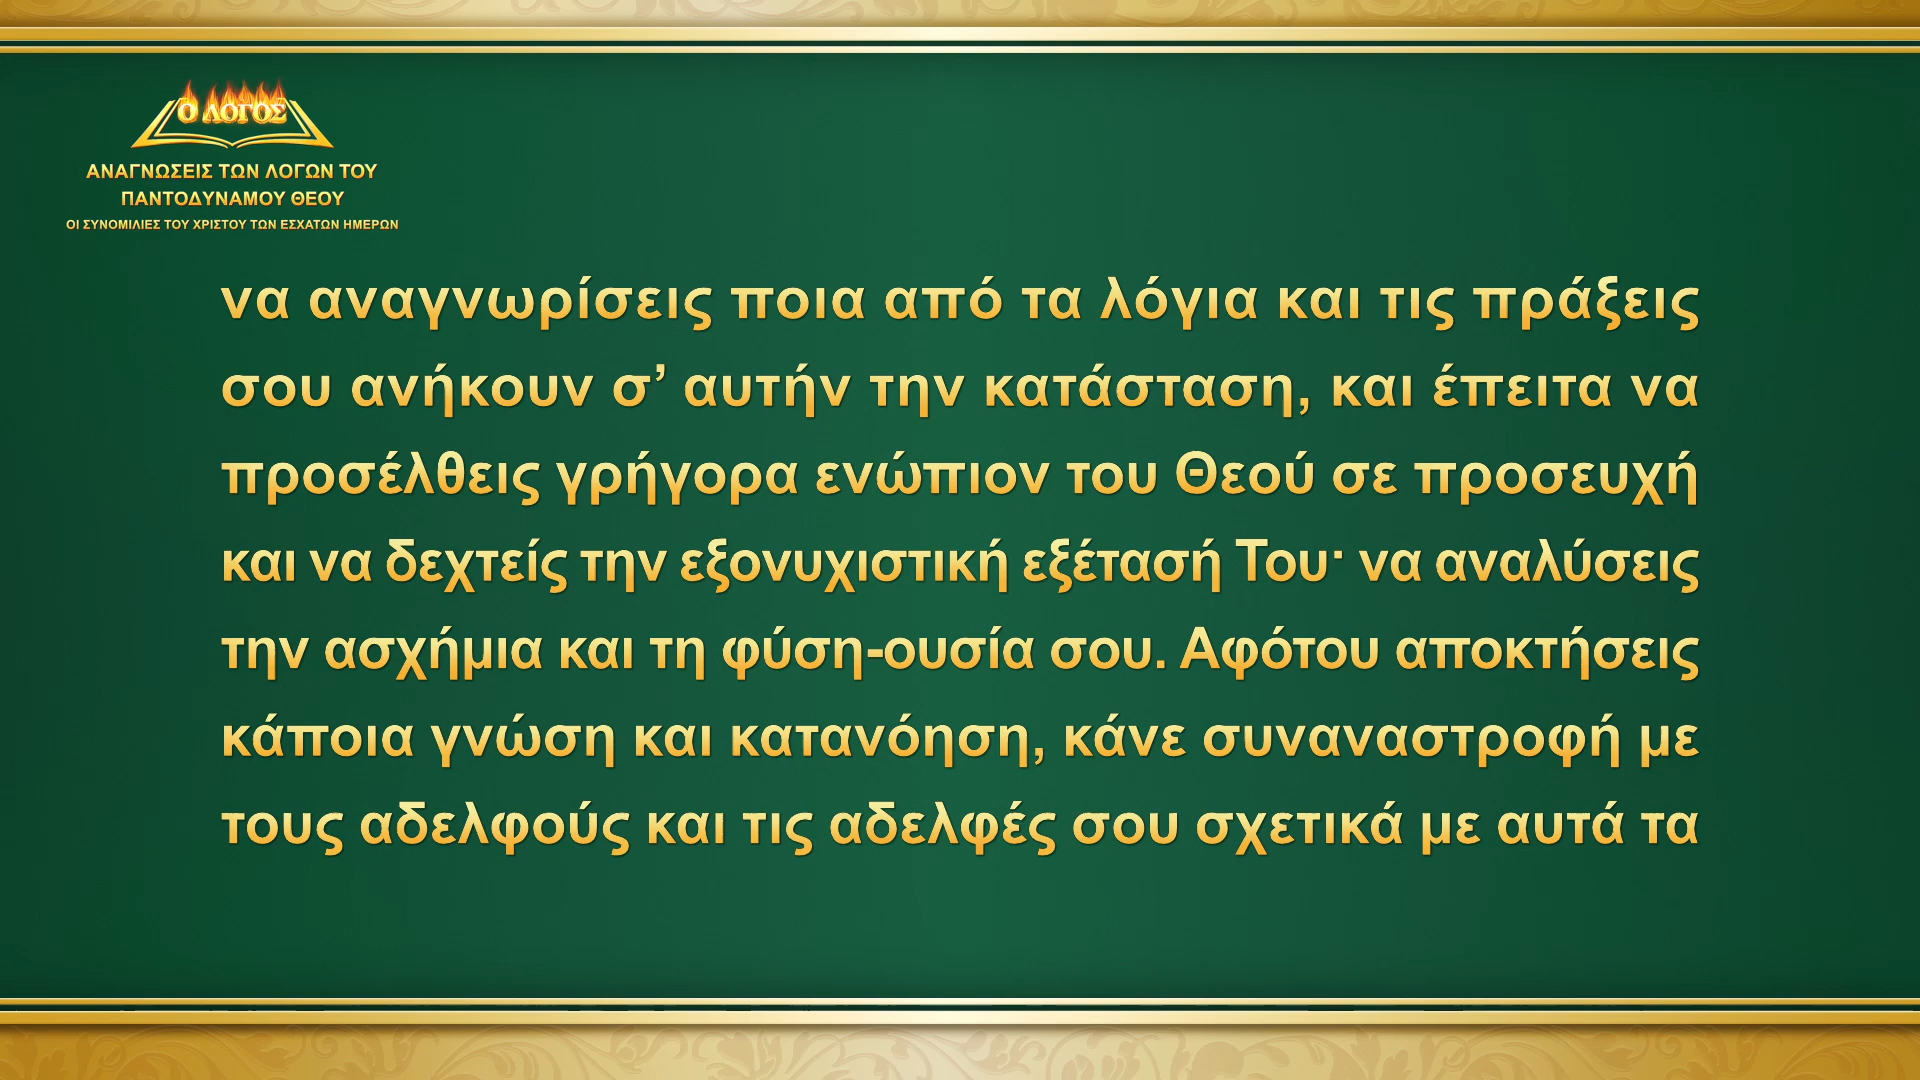 Ο ΛΟΓΟΣ
ΑΝΑΓΝΩΣΕΙΣ ΤΩΝ ΛΟΓΩΝ ΤΟΥ
ΠΑΝΤΟΔΥΝΑΜΟΥ ΘΕΟΥ
ΟΙ ΣΥΝΟΜΙΛΙΕΣ ΤΟΥ ΧΡΙΣΤΟΥ ΤΩΝ ΕΣΧΑΤΩΝ ΗΜΕΡΩΝ
να αναγνωρίσεις ποια από τα λόγια και τις πράξεις
σου ανήκουν σ’ αυτήν την κατάσταση, και έπειτα να
προσέλθεις γρήγορα ενώπιον του Θεού σε προσευχή
και να δεχτείς την εξονυχιστική εξέτασή Του· να αναλύσεις
την ασχήμια και τη φύση-ουσία σου. Αφότου αποκτήσεις
κάποια γνώση και κατανόηση, κάνε συναναστροφή με
τους αδελφούς και τις αδελφές σου σχετικά με αυτά τα